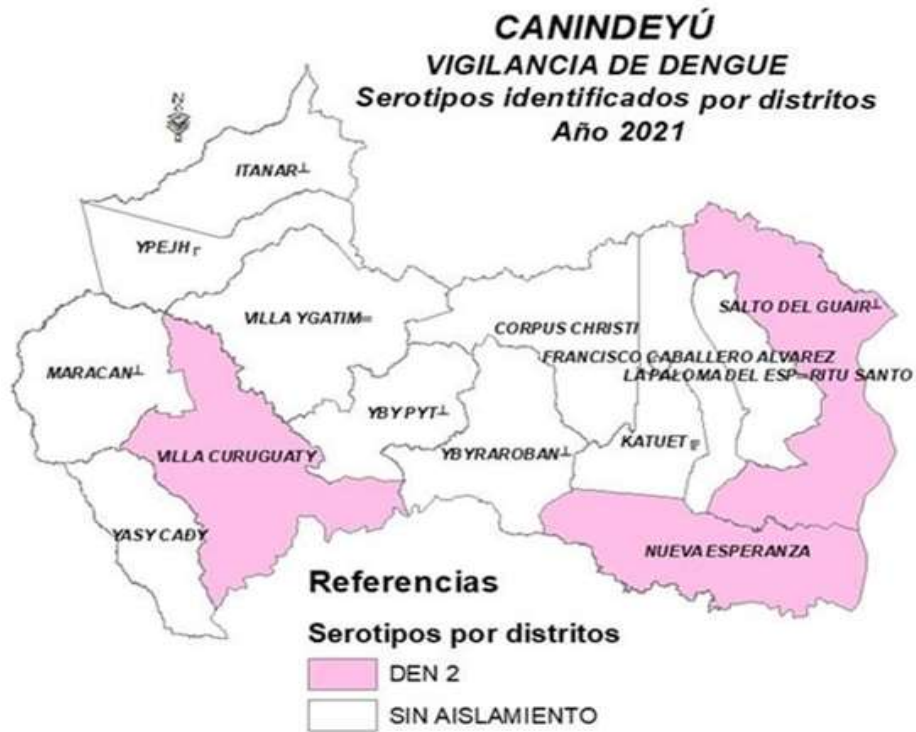 CANINDEYÚ
VIGILANCIA DE DENGUE
Serotipos identificados por distritos
Año 2021
N
ITANAR┴
YPEJH┌
VILLA YGATIM═
SALTO DEL GUAIR┴
CORPUS CHRISTI
FRANCISCO CABALLERO ALVAREZ
MARACAN┴
LA PALOMA DEL ESP═RITU SANTO
YBY PYT┴
KATUET╔
YBYRAROBAN┴
VILLA CURUGUATY
YASY CAÐY
NUEVA ESPERANZA
Referencias
Serotipos por distritos
DEN 2
SIN AISLAMIENTO